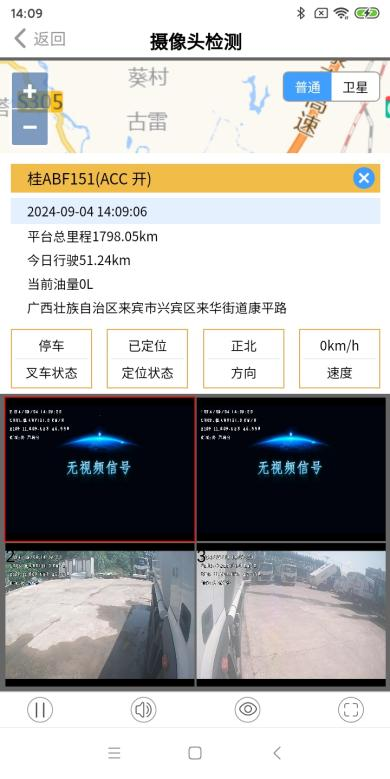 14:09
返回
摄像头检测
葵村
普通
卫星
S305
古雷
高速
桂ABF151(ACC 开)
2024-09-04 14:09:06
平台总里程1798.05km
今日行驶51.24km
当前油量0L
广西壮族自治区来宾市兴宾区来华街道康平路
停车
已定位
正北
0km/h
叉车状态
定位状态
方向
速度
无视频信号
无视频信号
2
3